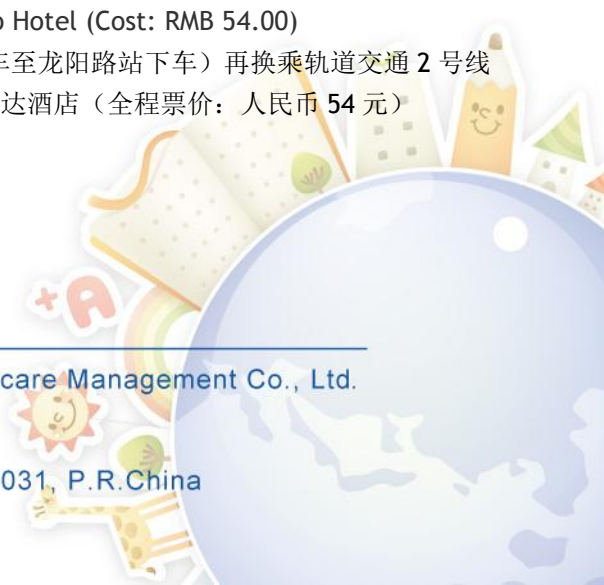 o Hotel (Cost: RMB 54.00)
车至龙阳路站下车）再换乘轨道交通 2 号线
达酒店（全程票价：人民币 54 元）
+A
care Management Co., Ltd.
031, P.R.China